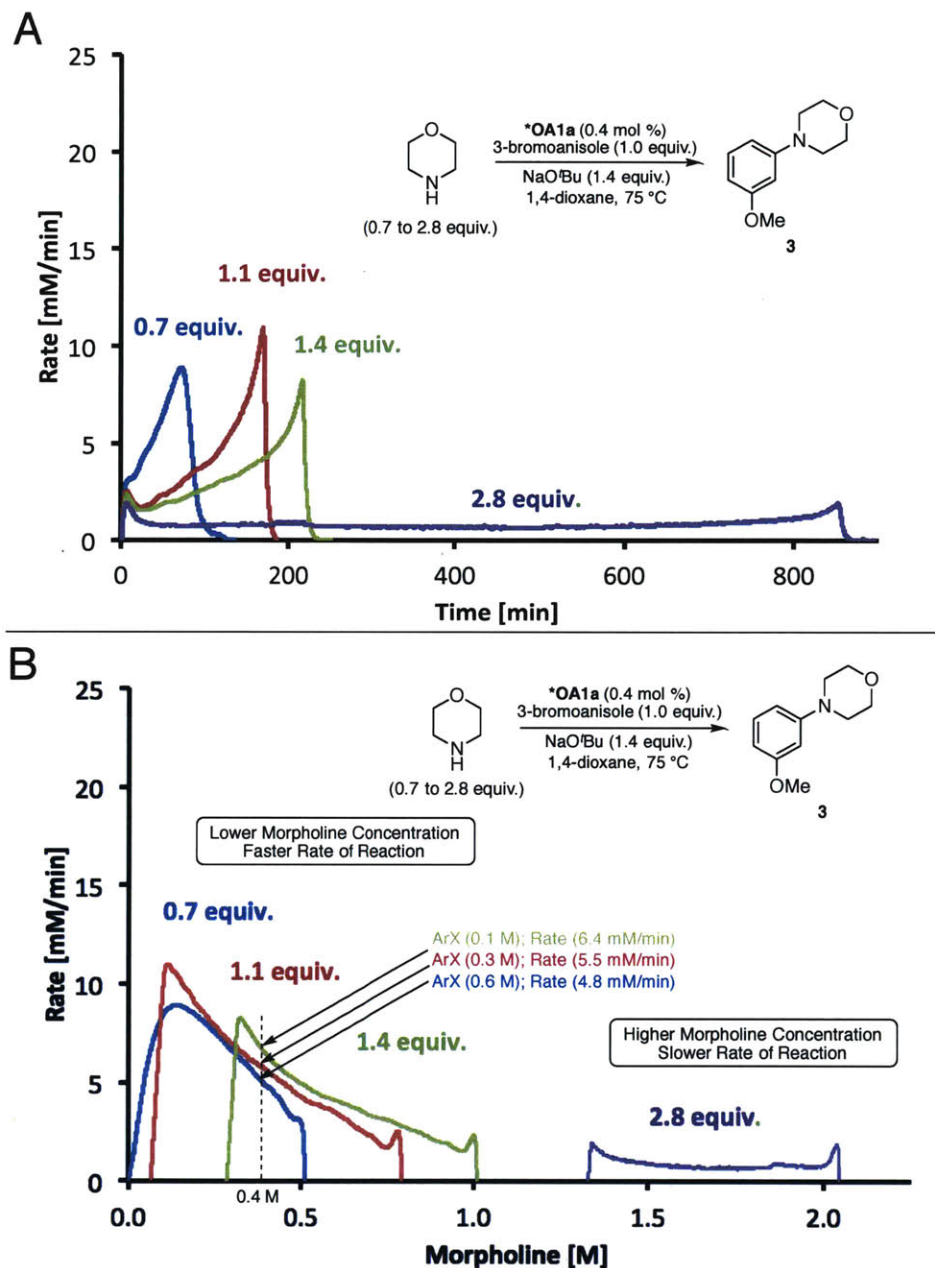 A
25
20
15
10
5
0
Rate [mM/min]
0
200
400
600
800
Time [min]
0.7 equiv.
1.1 equiv.
1.4 equiv.
2.8 equiv.
O
N
H
(0.7 to 2.8 equiv.)
*OA1a (0.4 mol %)
3-bromoanisole (1.0 equiv.)
NaOᵗBu (1.4 equiv.)
1,4-dioxane, 75 °C
O
N
OMe
3
B
25
20
15
10
5
0
Rate [mM/min]
O
N
H
(0.7 to 2.8 equiv.)
*OA1a (0.4 mol %)
3-bromoanisole (1.0 equiv.)
NaOᵗBu (1.4 equiv.)
1,4-dioxane, 75 °C
O
N
OMe
3
Lower Morpholine Concentration
Faster Rate of Reaction
0.7 equiv.
1.1 equiv.
ArX (0.1 M); Rate (6.4 mM/min)
ArX (0.3 M); Rate (5.5 mM/min)
ArX (0.6 M); Rate (4.8 mM/min)
1.4 equiv.
Higher Morpholine Concentration
Slower Rate of Reaction
2.8 equiv.
0.4 M
0.0
0.5
1.0
1.5
2.0
Morpholine [M]